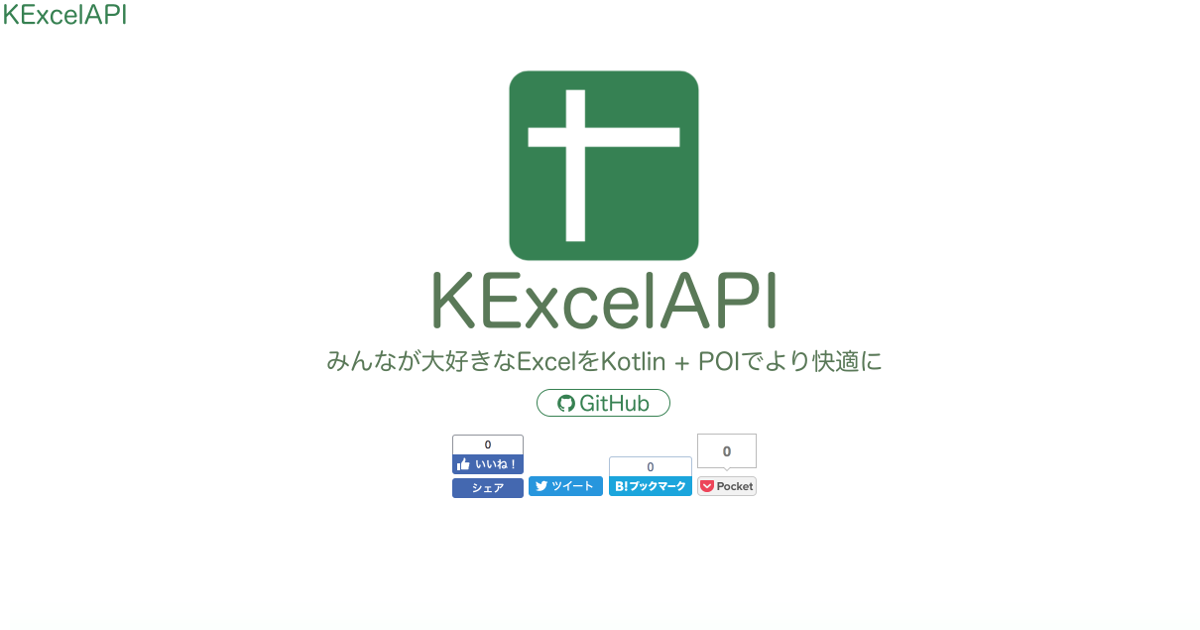 KExcelAPI
KExcelAPI
みんなが大好きなExcelをKotlin + POIでより快適に
GitHub
0
いいね！
シェア
ツイート
0
B!ブックマーク
0
Pocket